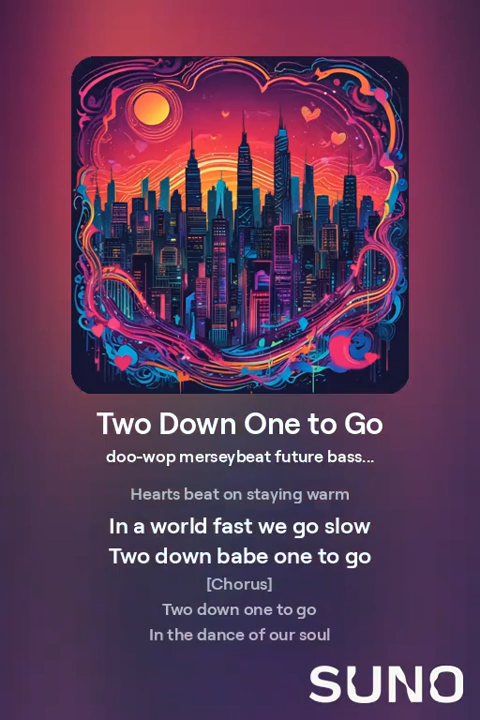 Two Down One to Go
doo-wop merseybeat future bass...
Hearts beat on staying warm
In a world fast we go slow
Two down babe one to go
[Chorus]
Two down one to go
In the dance of our soul
SUNO